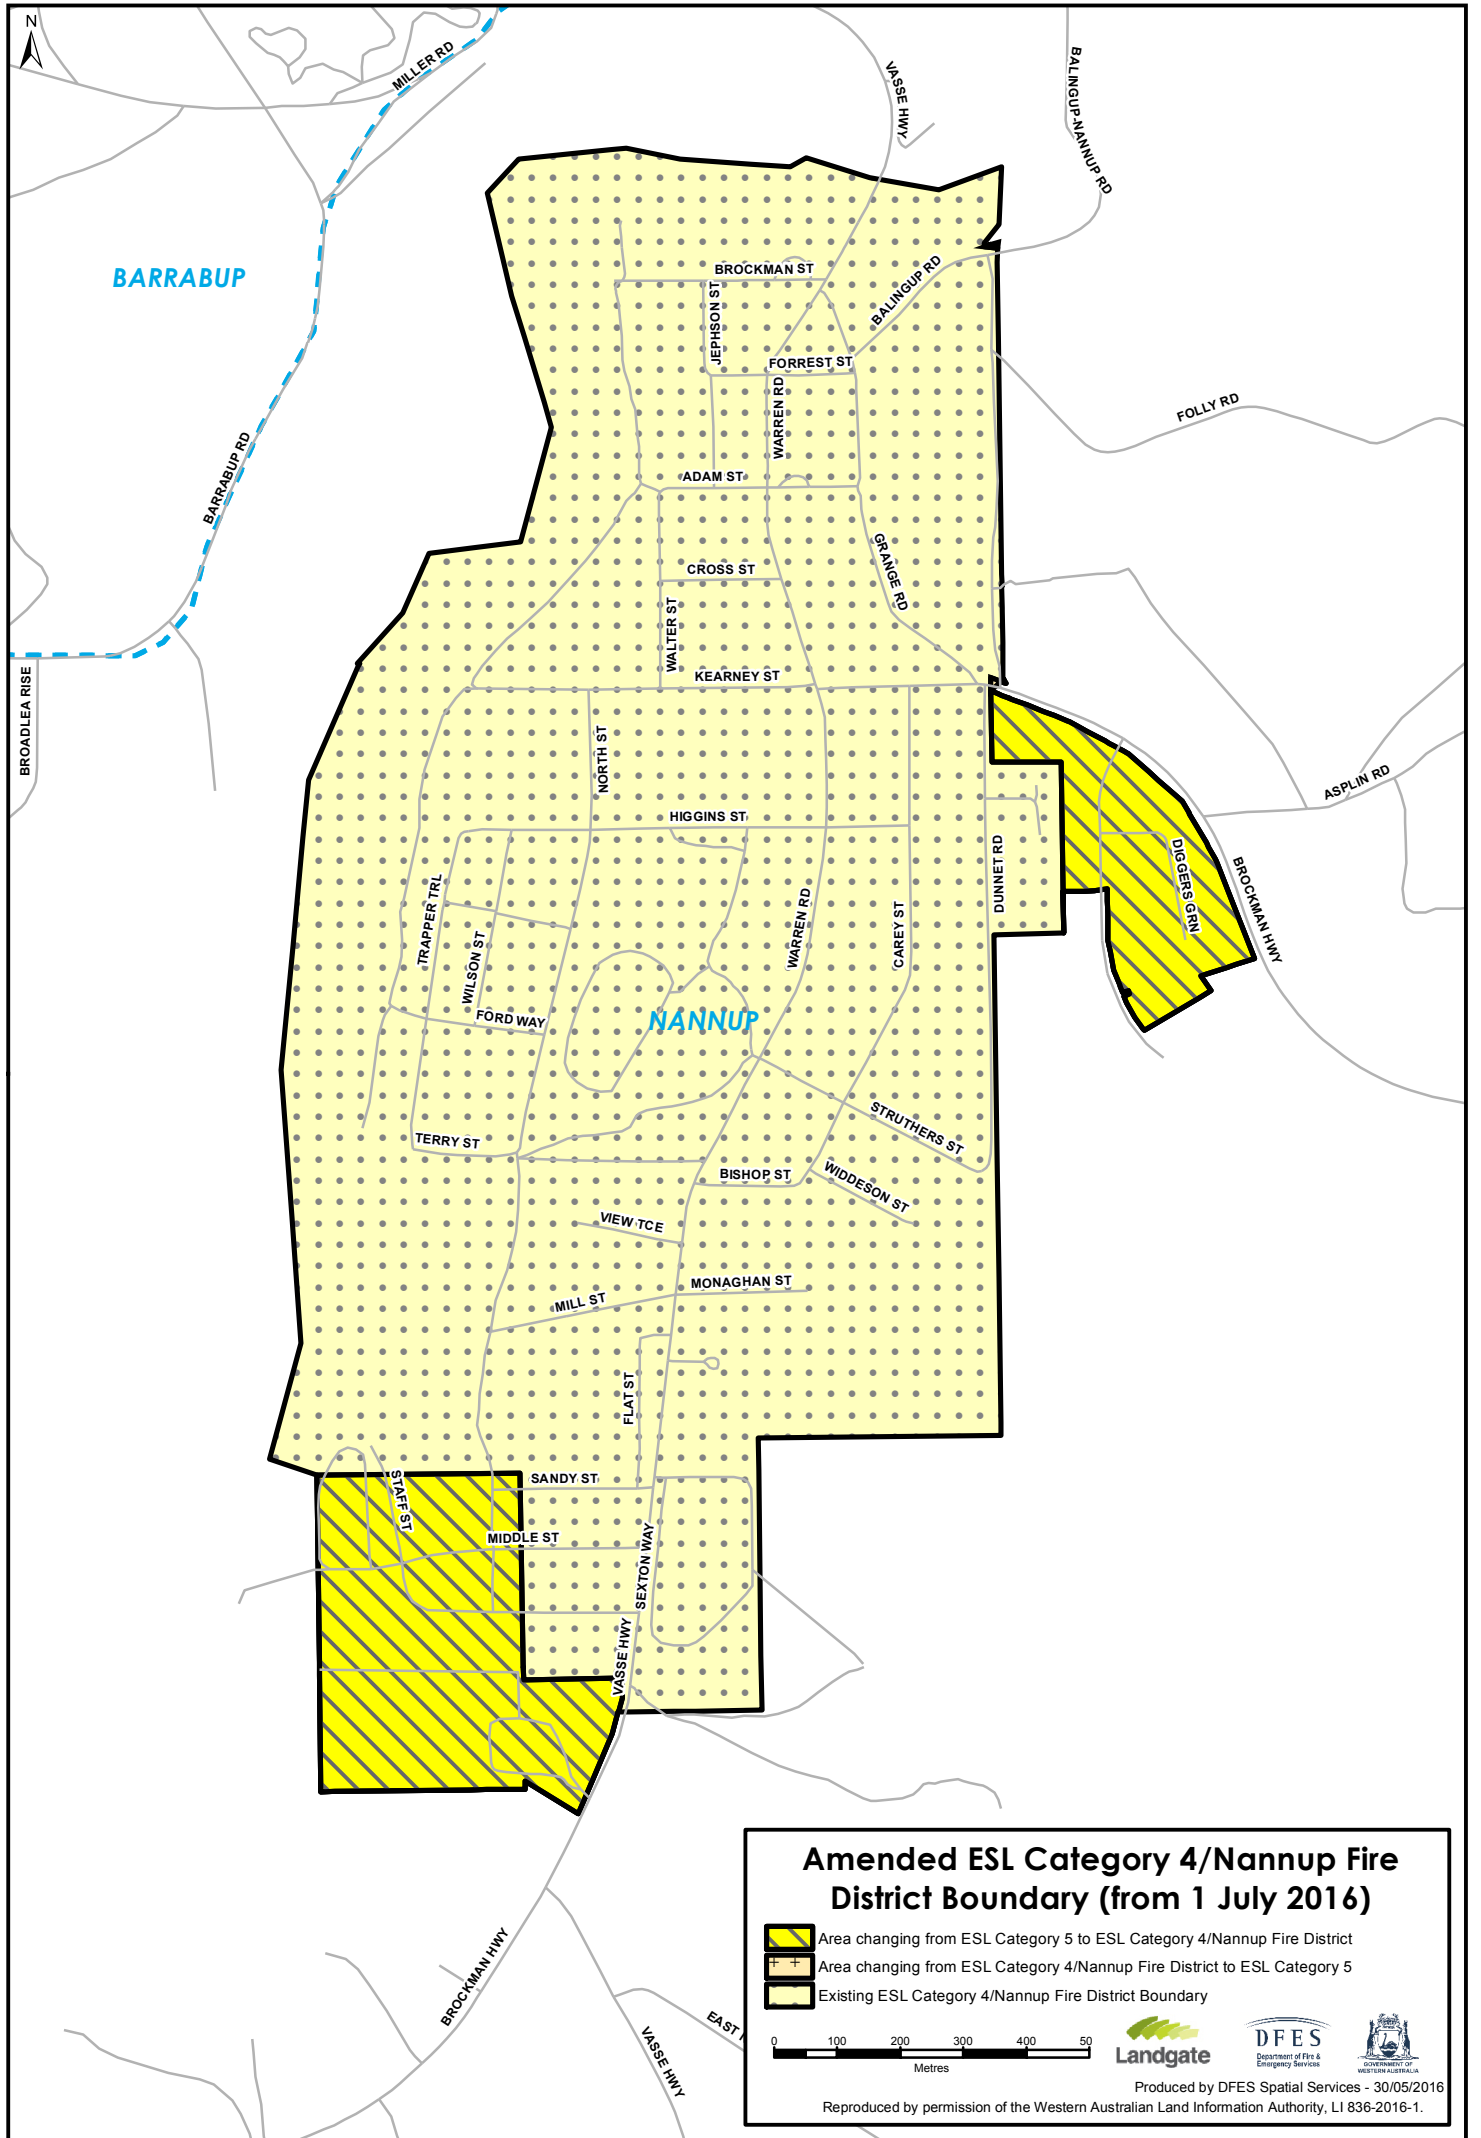 N
MILLER RD
VASSE HWY
BALINGUP-NANNUP RD
BARRABUP
BROCKMAN ST
BALINGUP RD
JEPHSON ST
FORREST ST
WARREN RD
FOLLY RD
BARRABUP RD
ADAM ST
GRANGE RD
CROSS ST
WALTER ST
KEARNEY ST
BROADLEA RISE
NORTH ST
ASPLIN RD
HIGGINS ST
DIGGERS GRN
BROCKMAN HWY
DUNNET RD
TRAPPER TRL
WARREN RD
CAREY ST
WILSON ST
FORD WAY
NANNUP
STRUTHERS ST
TERRY ST
BISHOP ST
WIDDESON ST
VIEW TCE
MONAGHAN ST
MILL ST
FLAT ST
SANDY ST
STAFF ST
MIDDLE ST
SEXTON WAY
VASSE HWY
BROCKMAN HWY
VASSE HWY
EAST
Amended ESL Category 4/Nannup Fire
District Boundary (from 1 July 2016)
Area changing from ESL Category 5 to ESL Category 4/Nannup Fire District
Area changing from ESL Category 4/Nannup Fire District to ESL Category 5
Existing ESL Category 4/Nannup Fire District Boundary
0 100 200 300 400 50
Metres
Landgate
DFES
Department of Fire &
Emergency Services
GOVERNMENT OF
WESTERN AUSTRALIA
Produced by DFES Spatial Services - 30/05/2016
Reproduced by permission of the Western Australian Land Information Authority, LI 836-2016-1.